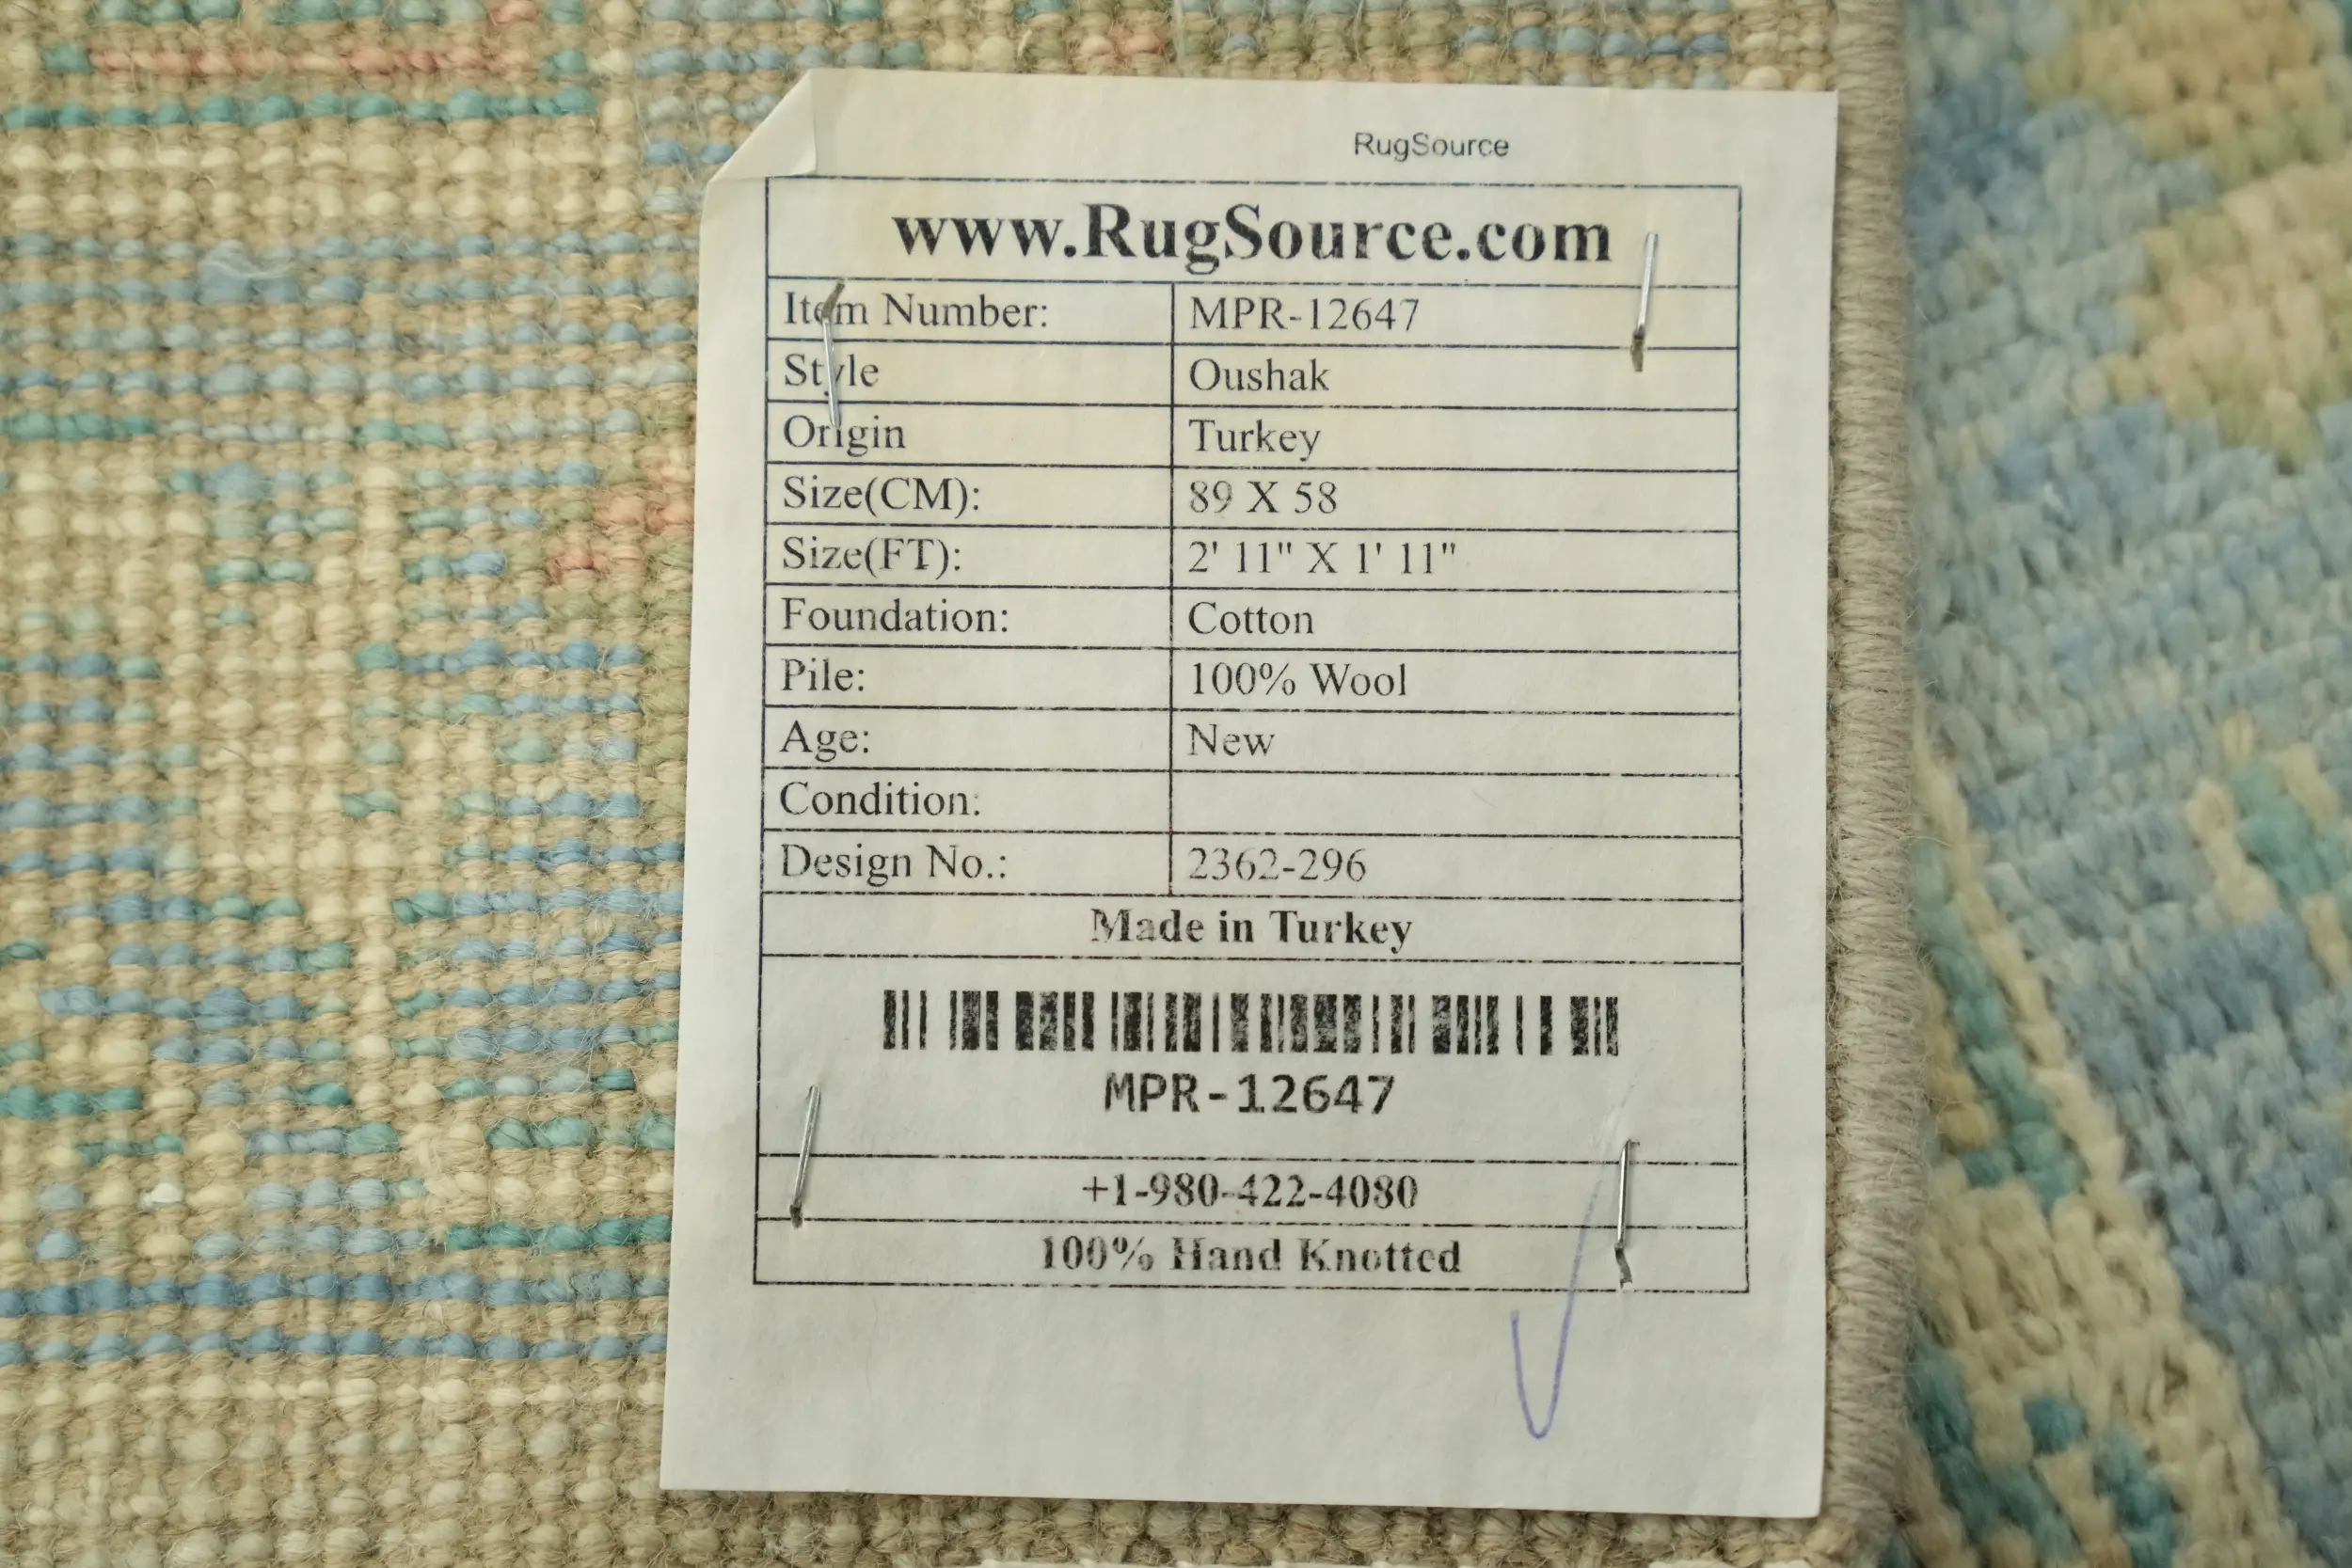 RugSource
www.RugSource.com
Item Number: MPR-12647
Style Oushak
Origin Turkey
Size(CM): 89 X 58
Size(FT): 2' 11" X 1' 11"
Foundation: Cotton
Pile: 100% Wool
Age: New
Condition:
Design No.: 2362-296
Made in Turkey
MPR-12647
+1-980-422-4080
100% Hand Knotted